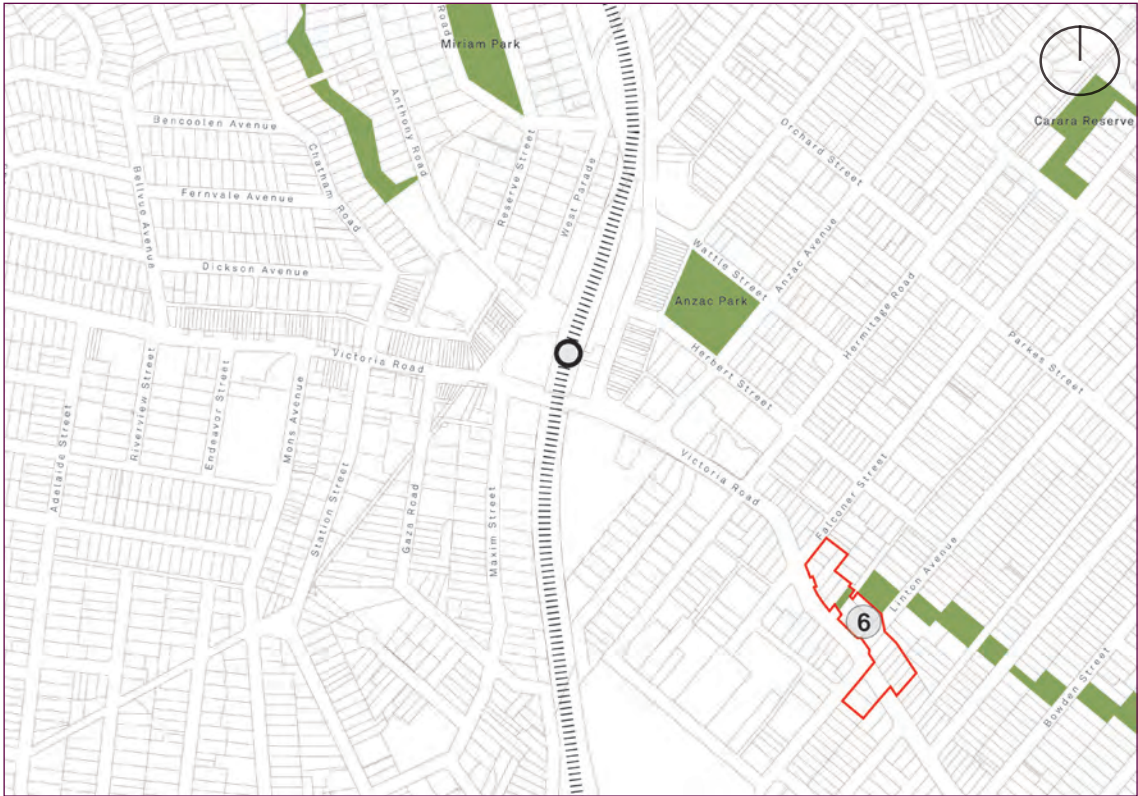 Road
Miriam Park
Carara Reserve
Bencoolen Avenue
Chatham Road
Anthony Road
Orchard Street
Reserve Street
West Parade
Bellvue Avenue
Fernvale Avenue
Dickson Avenue
Wattle Street
Anzac Avenue
Anzac Park
Hermitage Road
Parkes Street
Herbert Street
Victoria Road
Riverview Street
Endeavor Street
Mons Avenue
Adelaide Street
Station Street
Gaza Road
Maxim Street
Victoria Road
Falconer Street
Linton Avenue
6
Bowden Street